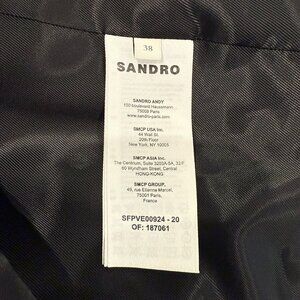 38
SANDRO
SANDRO ANDY
150 boulevard Haussmann
75008 Paris
www.sandro-paris.com
SMCP USA Inc.
44 Wall St.
20th Floor
New York, NY 10005
SMCP ASIA Inc.
The Centrium, Suite 3203A-5A, 32/F
60 Wyndham Street, Central
HONG-KONG
SMCP GROUP,
49, rue Etienne Marcel,
75001 Paris,
France
SFPVE00924 - 20
OF: 187061